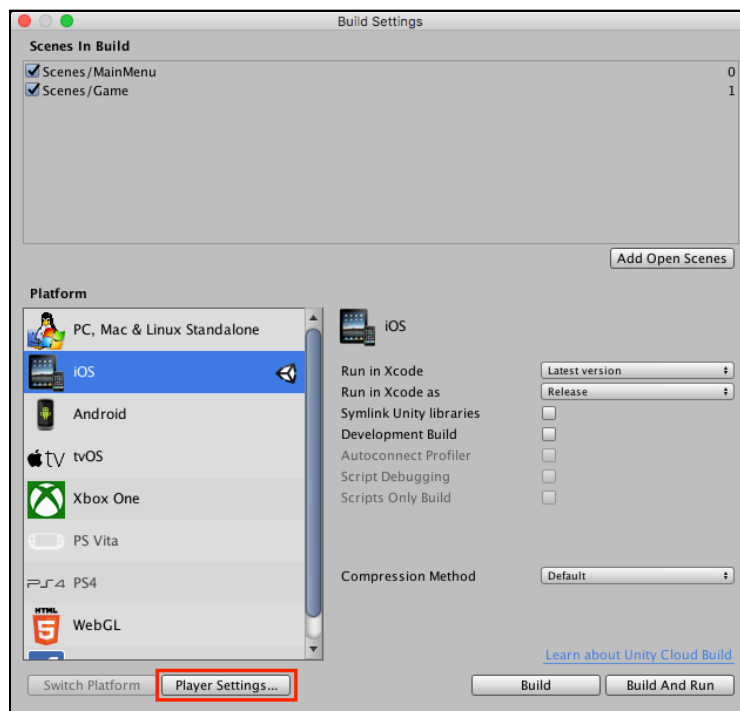 Build Settings
Scenes In Build
Scenes/MainMenu 0
Scenes/Game 1
Add Open Scenes
Platform
PC, Mac & Linux Standalone
iOS
Android
tv tvOS
Xbox One
PS Vita
PS4 PS4
HTML 5 WebGL
iOS
Run in Xcode Latest version
Run in Xcode as Release
Symlink Unity libraries
Development Build
Autoconnect Profiler
Script Debugging
Scripts Only Build
Compression Method Default
Learn about Unity Cloud Build
Switch Platform Player Settings... Build Build And Run